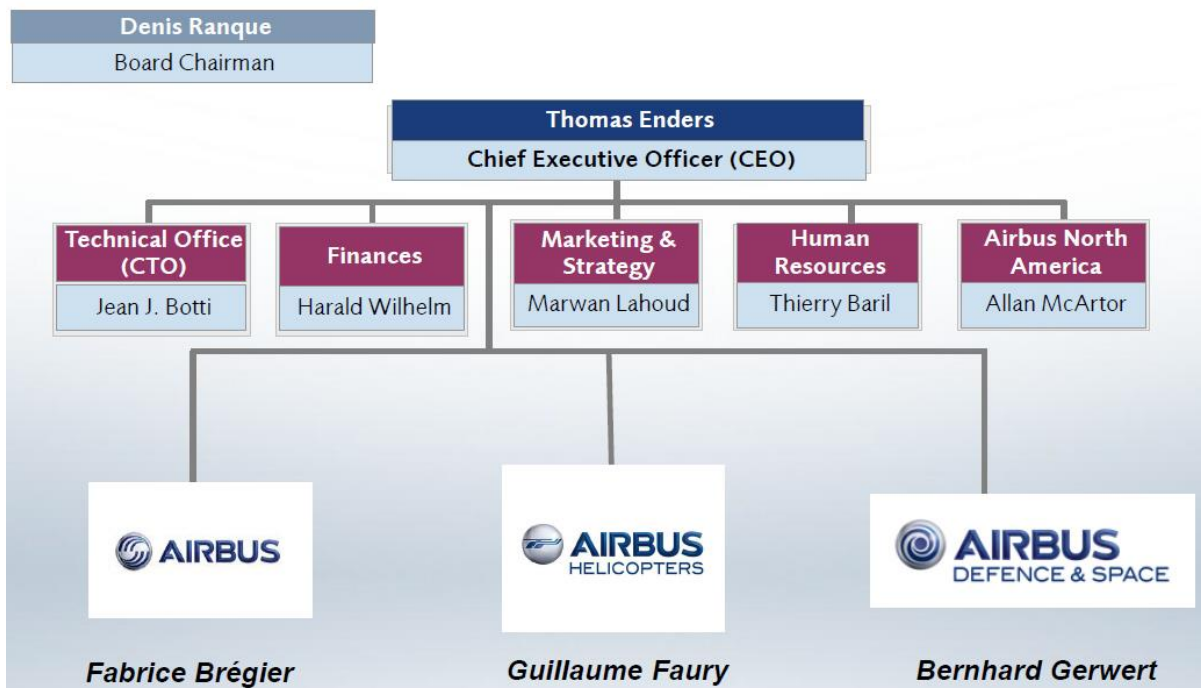 Denis Ranque
Board Chairman
Thomas Enders
Chief Executive Officer (CEO)
Technical Office
(CTO)
Jean J. Botti
Finances
Harald Wilhelm
Marketing &
Strategy
Marwan Lahoud
Human
Resources
Thierry Baril
Airbus North
America
Allan McArtor
AIRBUS
AIRBUS
HELICOPTERS
AIRBUS
DEFENCE & SPACE
Fabrice Brégier
Guillaume Faury
Bernhard Gerwert